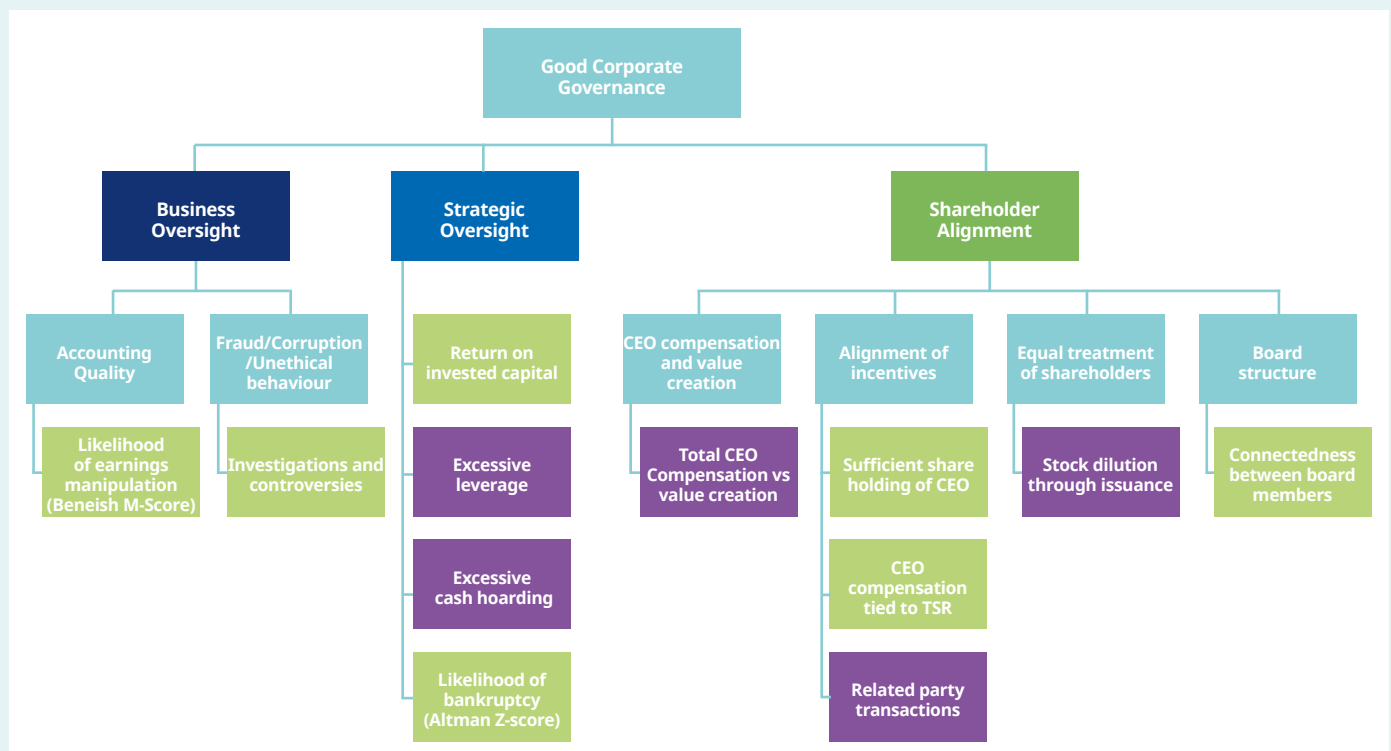 Good Corporate
Governance
Business
Oversight
Strategic
Oversight
Shareholder
Alignment
Accounting
Quality
Fraud/Corruption
/Unethical
behaviour
Return on
invested capital
CEO compensation
and value
creation
Alignment of
incentives
Equal treatment
of shareholders
Board
structure
Likelihood
of earnings
manipulation
(Beneish M-Score)
Investigations and
controversies
Excessive
leverage
Total CEO
Compensation vs
value creation
Sufficient share
holding of CEO
Stock dilution
through issuance
Connectedness
between board
members
Excessive
cash hoarding
CEO
compensation
tied to TSR
Likelihood of
bankruptcy
(Altman Z-score)
Related party
transactions